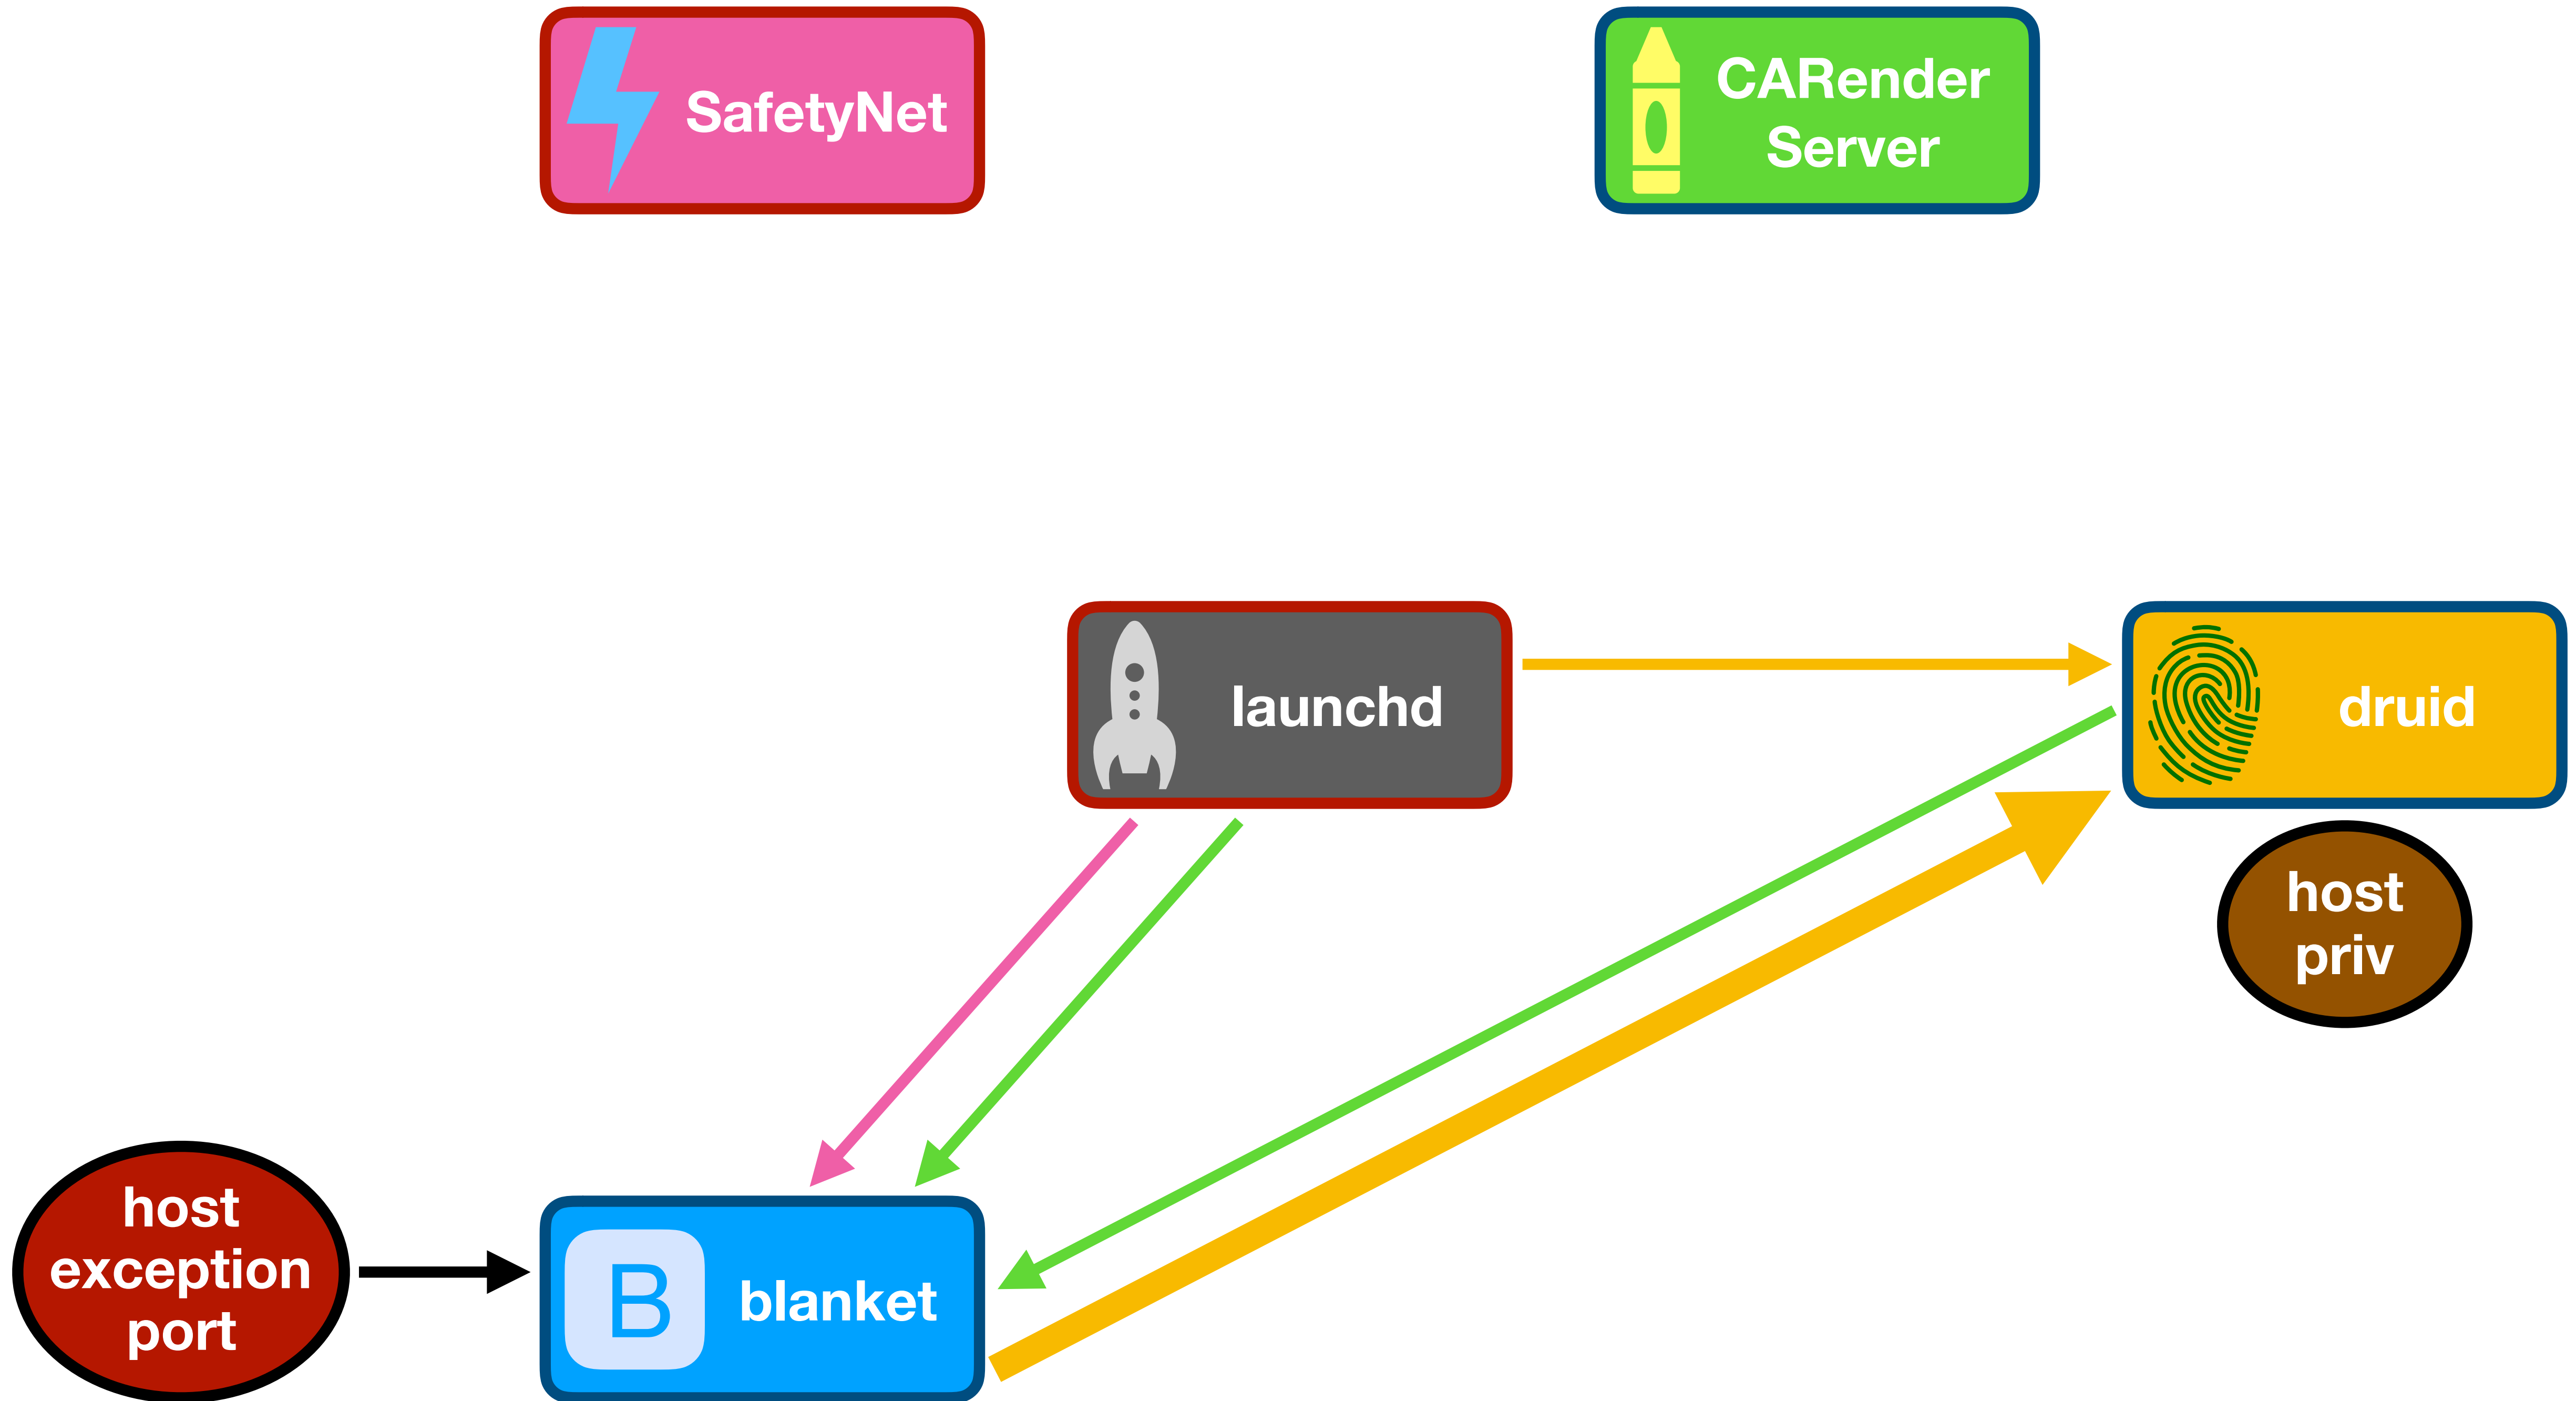 SafetyNet
CARender
Server
launchd
druid
host
priv
host
exception
port
B
blanket